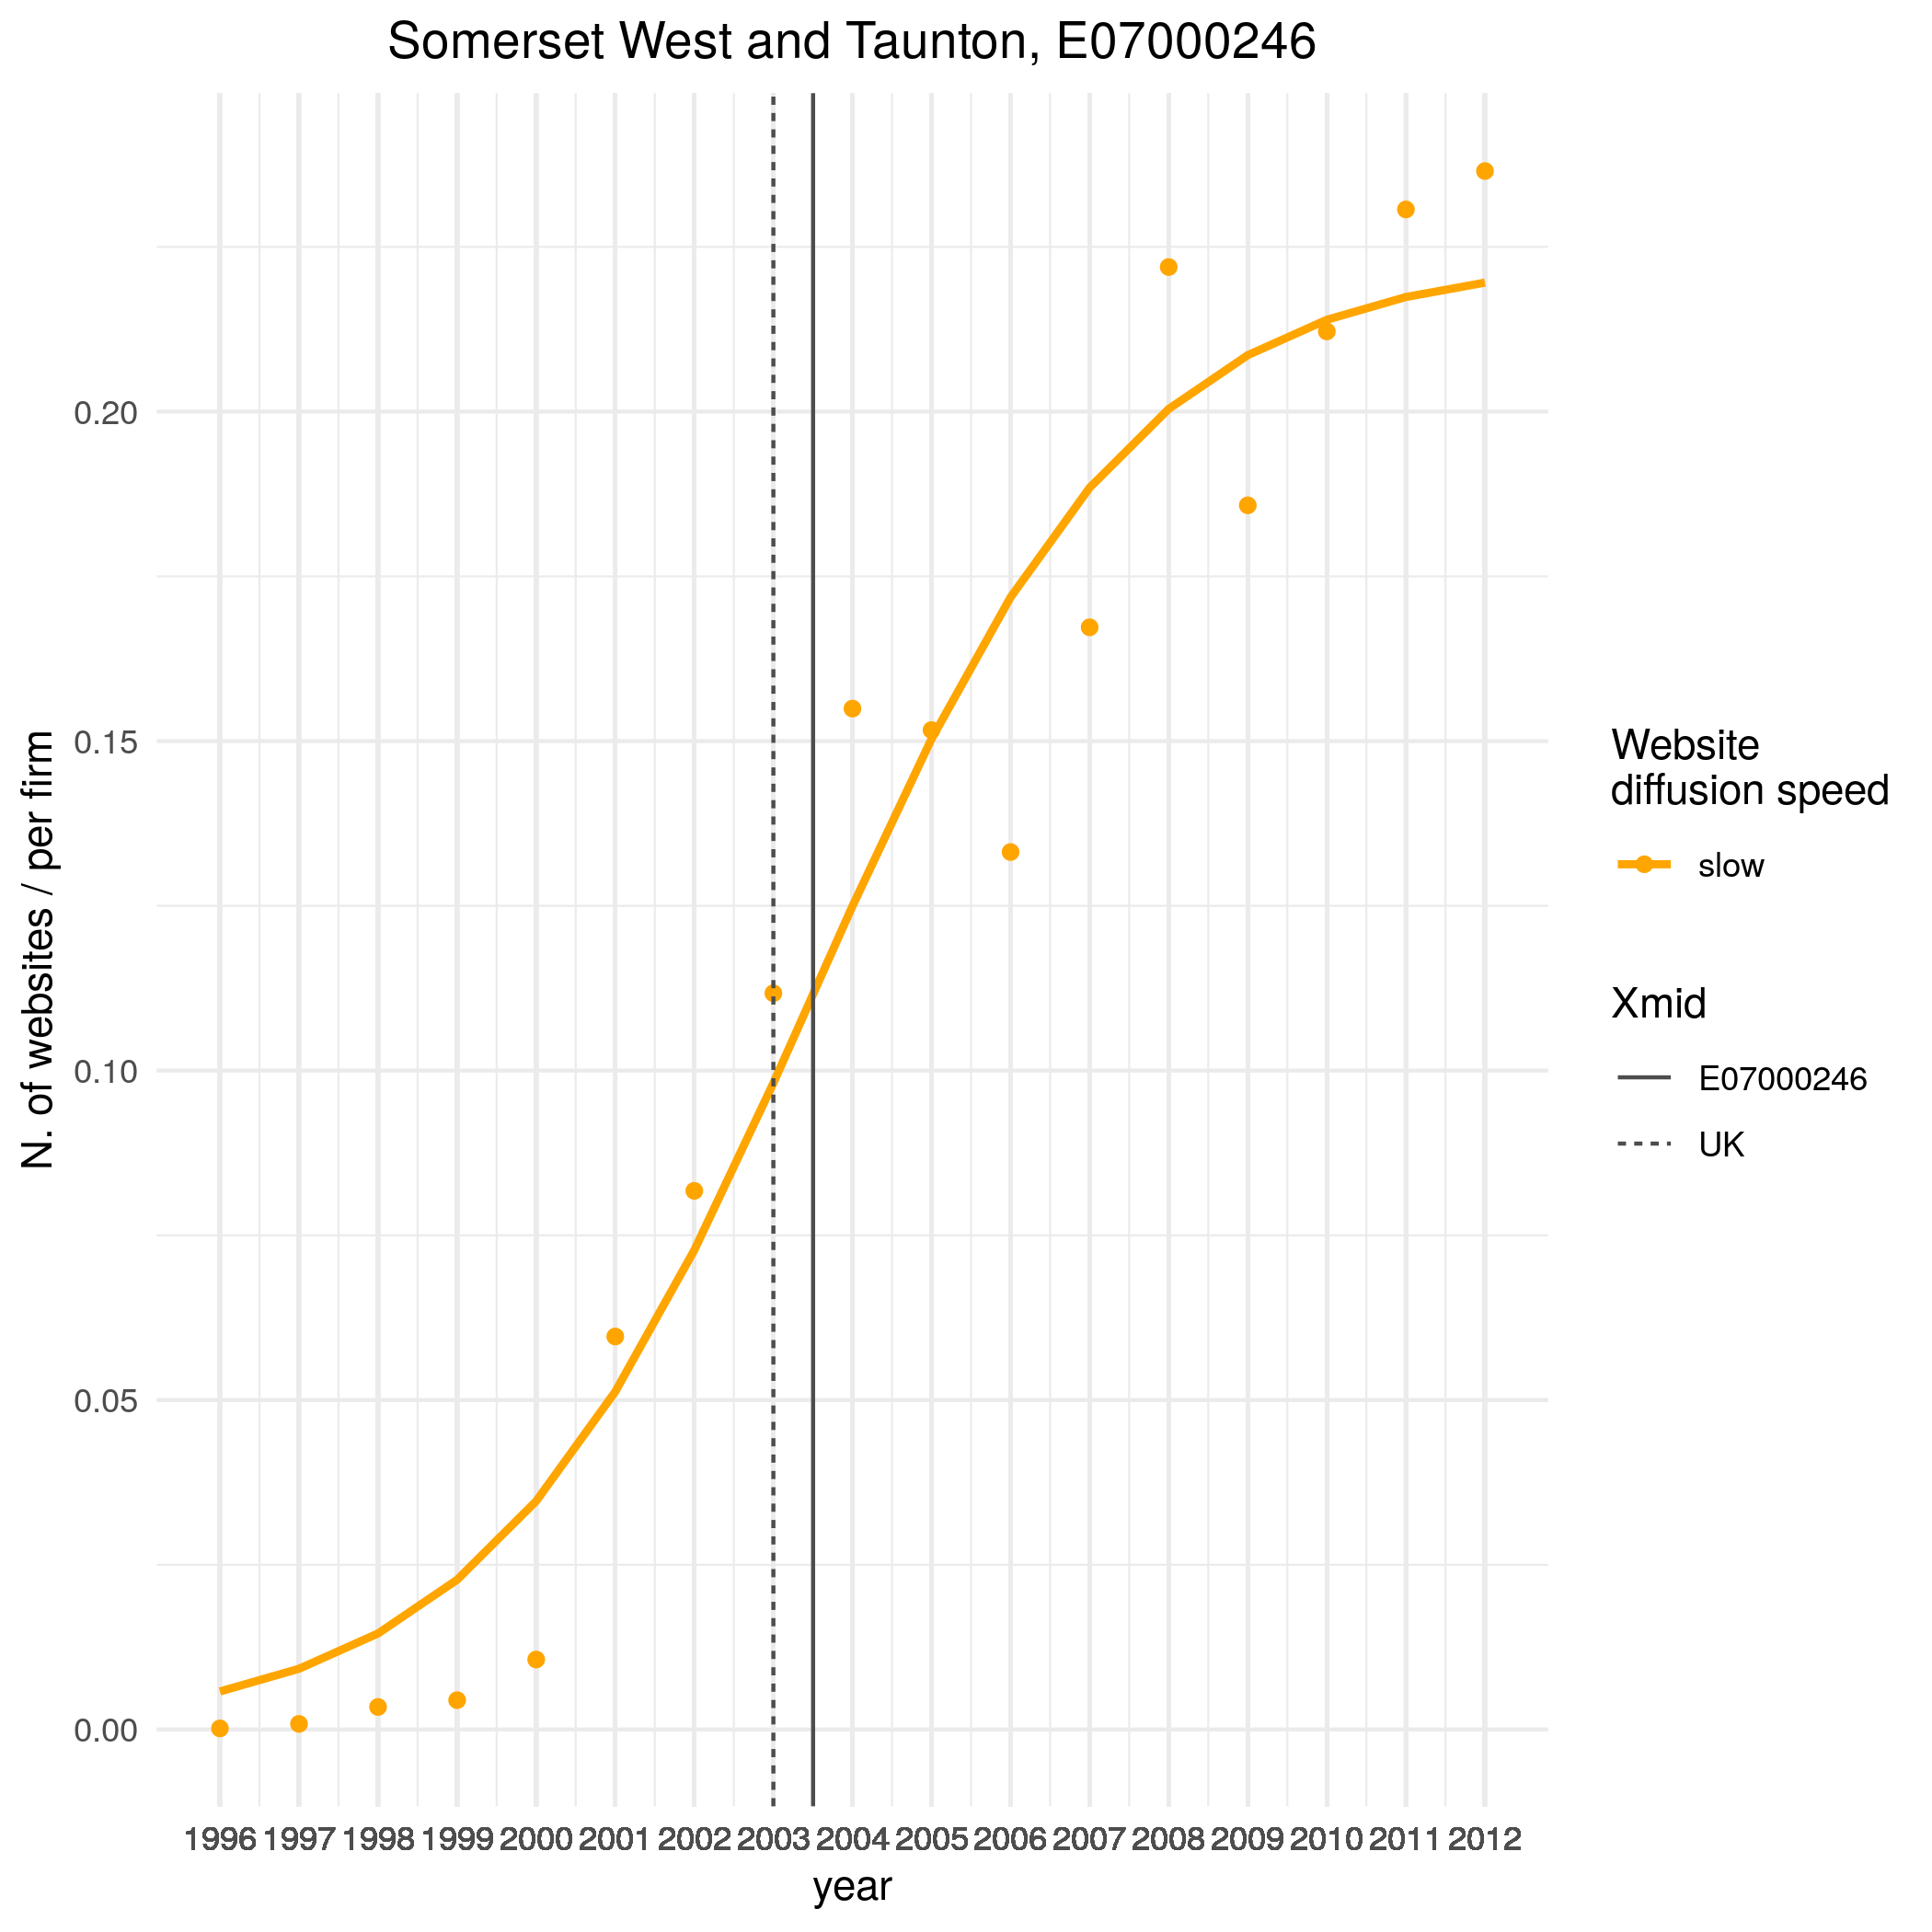 Somerset West and Taunton, E07000246
N. of websites / per firm
0.20
0.15
0.10
0.05
0.00
1996 1997 1998 1999 2000 2001 2002 2003 2004 2005 2006 2007 2008 2009 2010 2011 2012
year
Website
diffusion speed
slow
Xmid
E07000246
UK